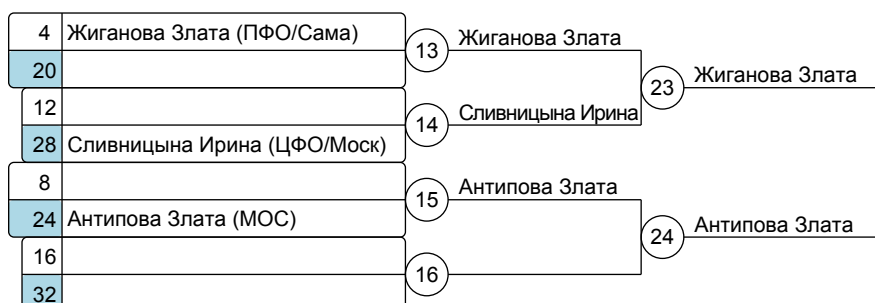 4 Жиганова Злата (ПФО/Сама)
20
12
28 Сливницына Ирина (ЦФО/Моск)
8
24 Антипова Злата (МОС)
16
32
13 Жиганова Злата
14 Сливницына Ирина
15 Антипова Злата
16
23 Жиганова Злата
24 Антипова Злата